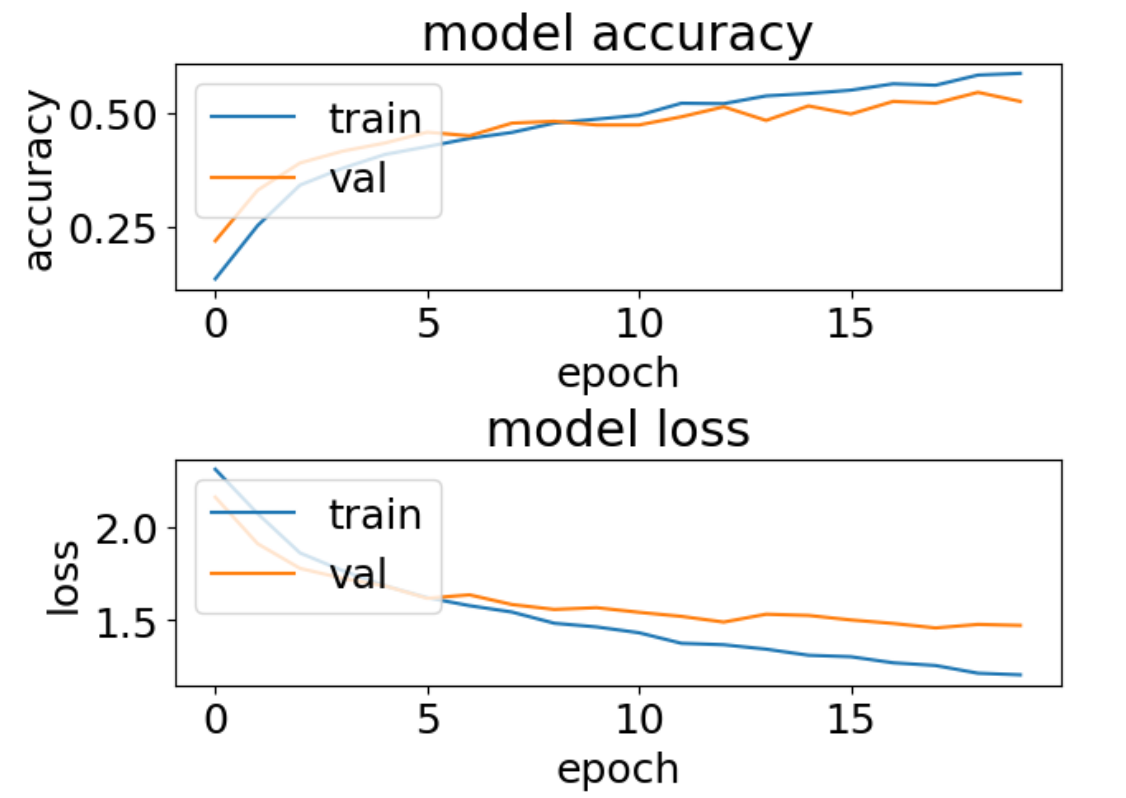 model accuracy
accuracy
0.50
0.25
train
val
0 5 10 15
epoch
model loss
loss
2.0
1.5
train
val
0 5 10 15
epoch